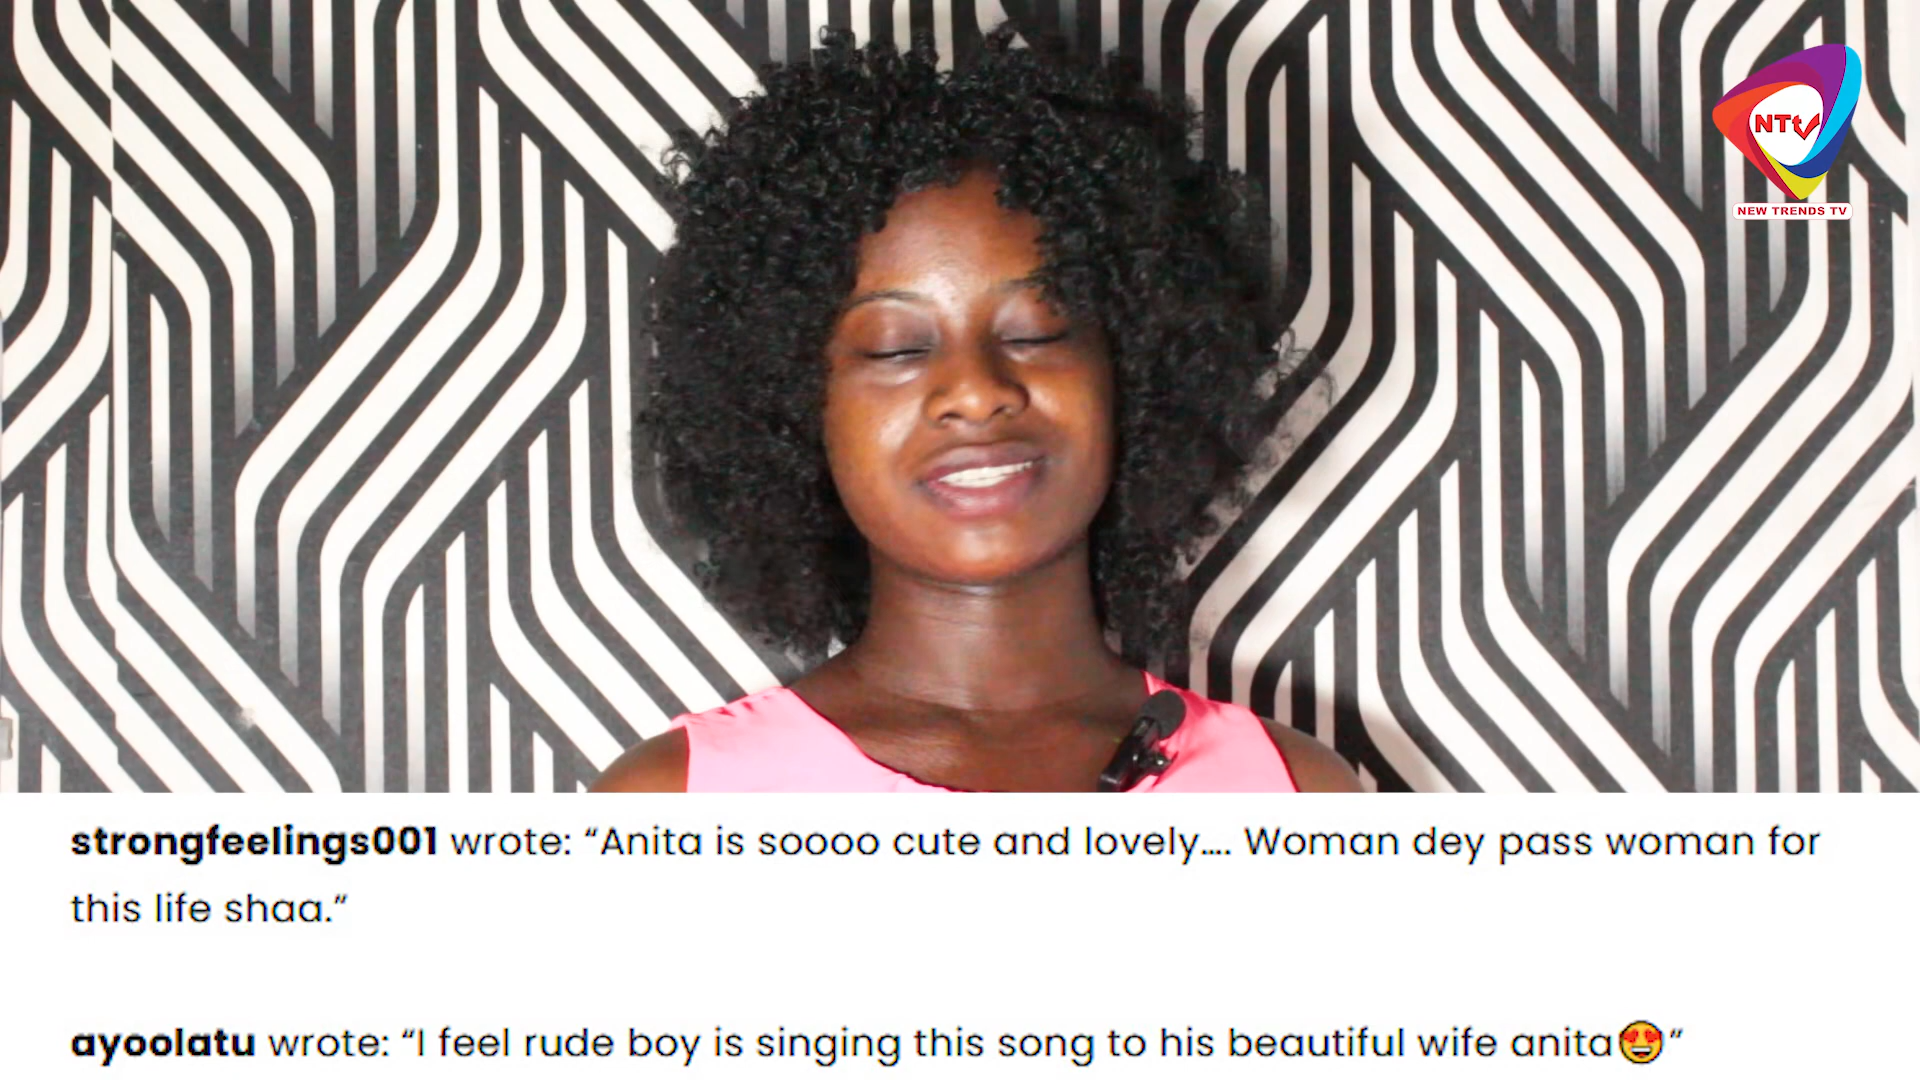 NTV
NEW TRENDS TV
strongfeelings001 wrote: “Anita is soooo cute and lovely.... Woman dey pass woman for
this life shaa.”
ayoolatu wrote: “I feel rude boy is singing this song to his beautiful wife anita😍”